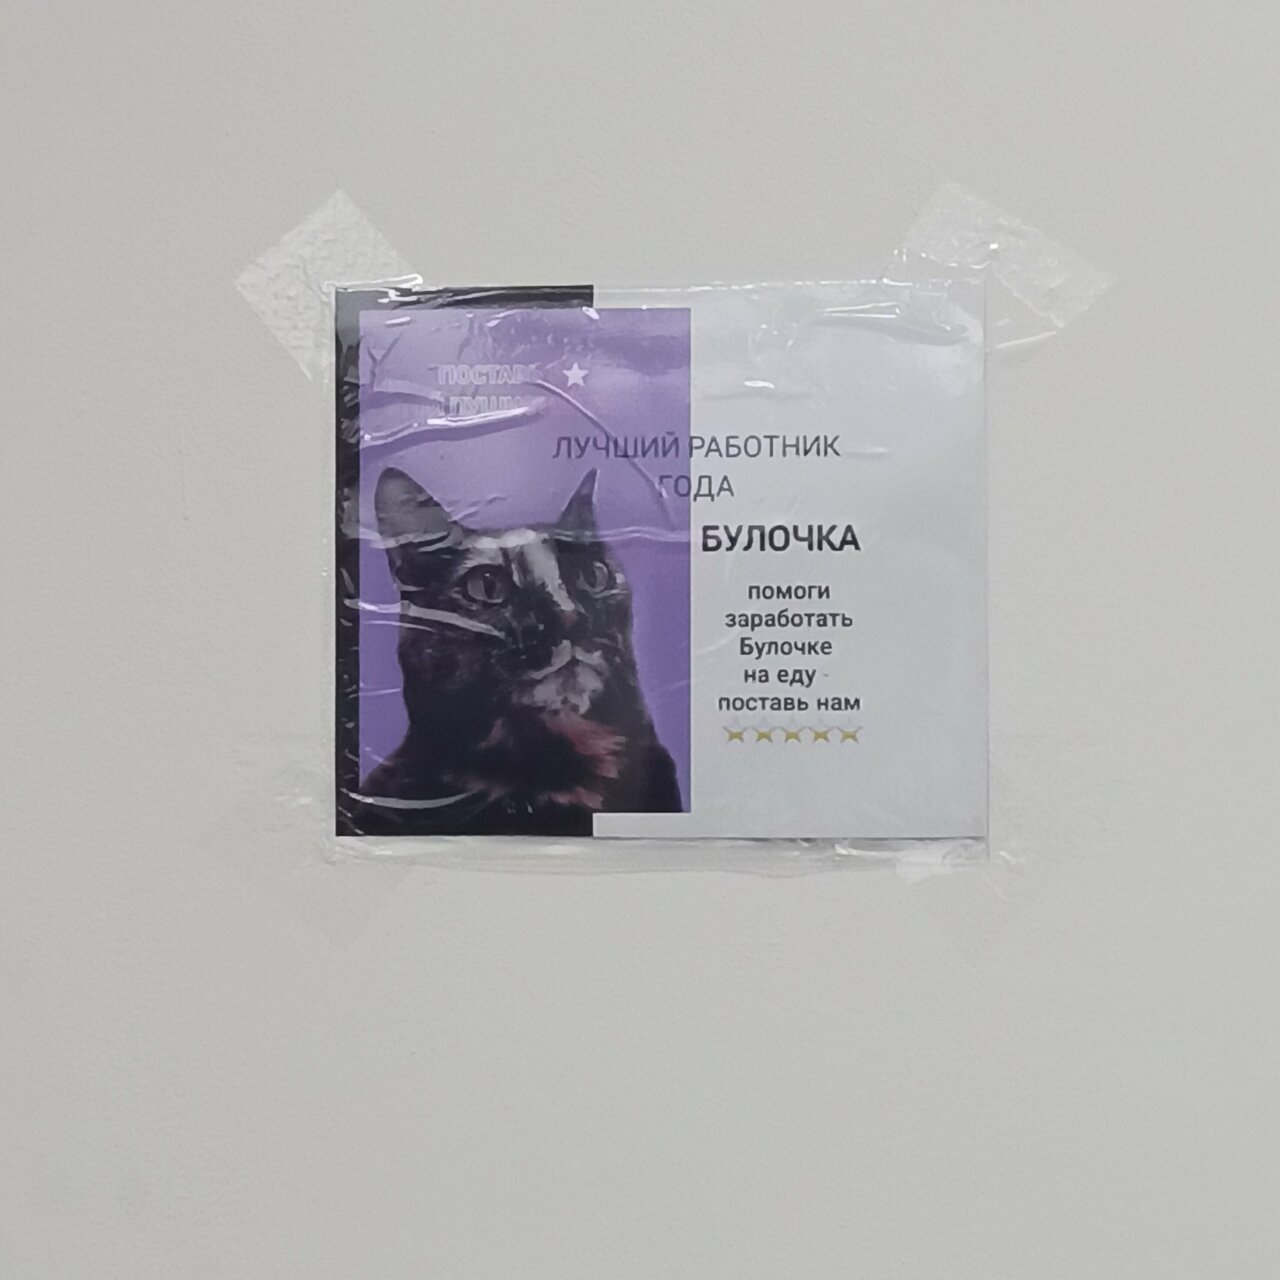 ЛУЧШИЙ РАБОТНИК
ГОДА
БУЛОЧКА
помоги
заработать
Булочке
на еду -
поставь нам